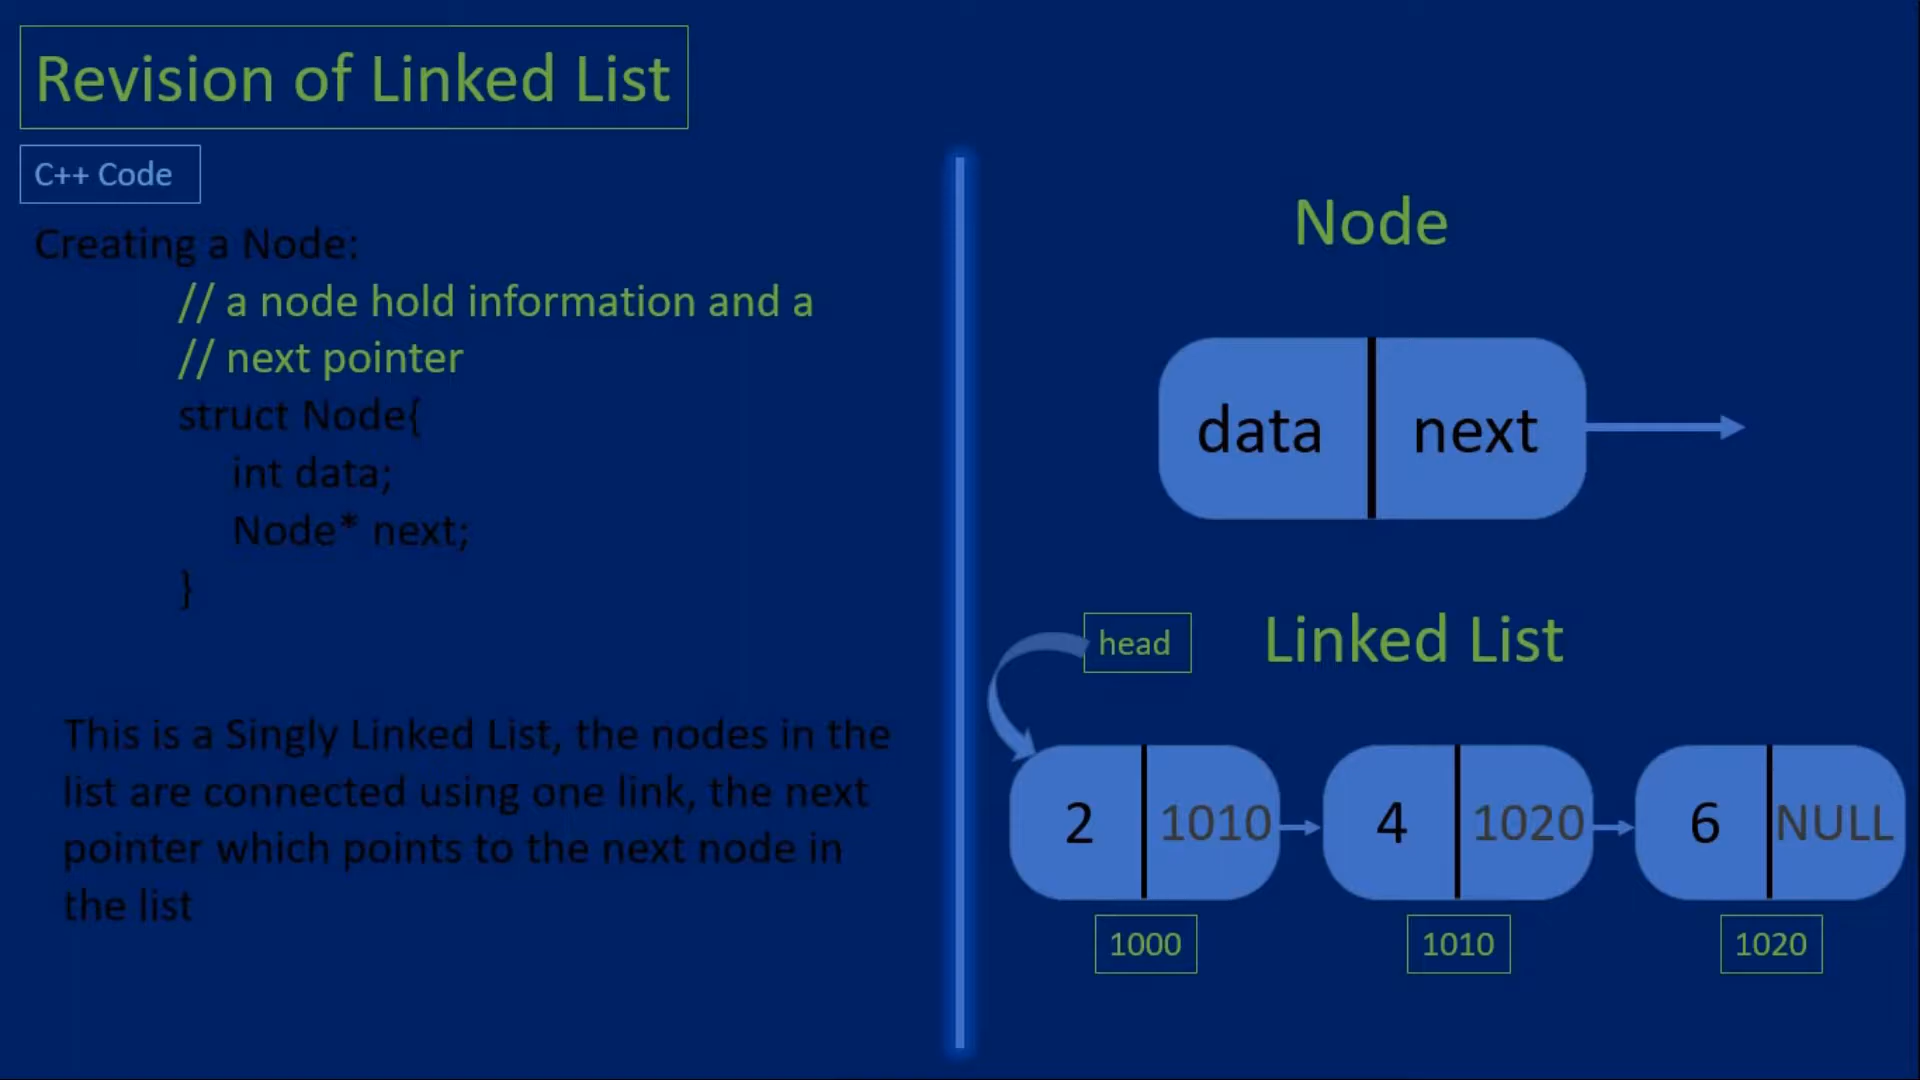 Revision of Linked List
C++ Code
Creating a Node:
// a node hold information and a
// next pointer
struct Node{
int data;
Node* next;
}
This is a Singly Linked List, the nodes in the
list are connected using one link, the next
pointer which points to the next node in
the list
Node
data next
head
Linked List
2 1010 4 1020 6 NULL
1000 1010 1020